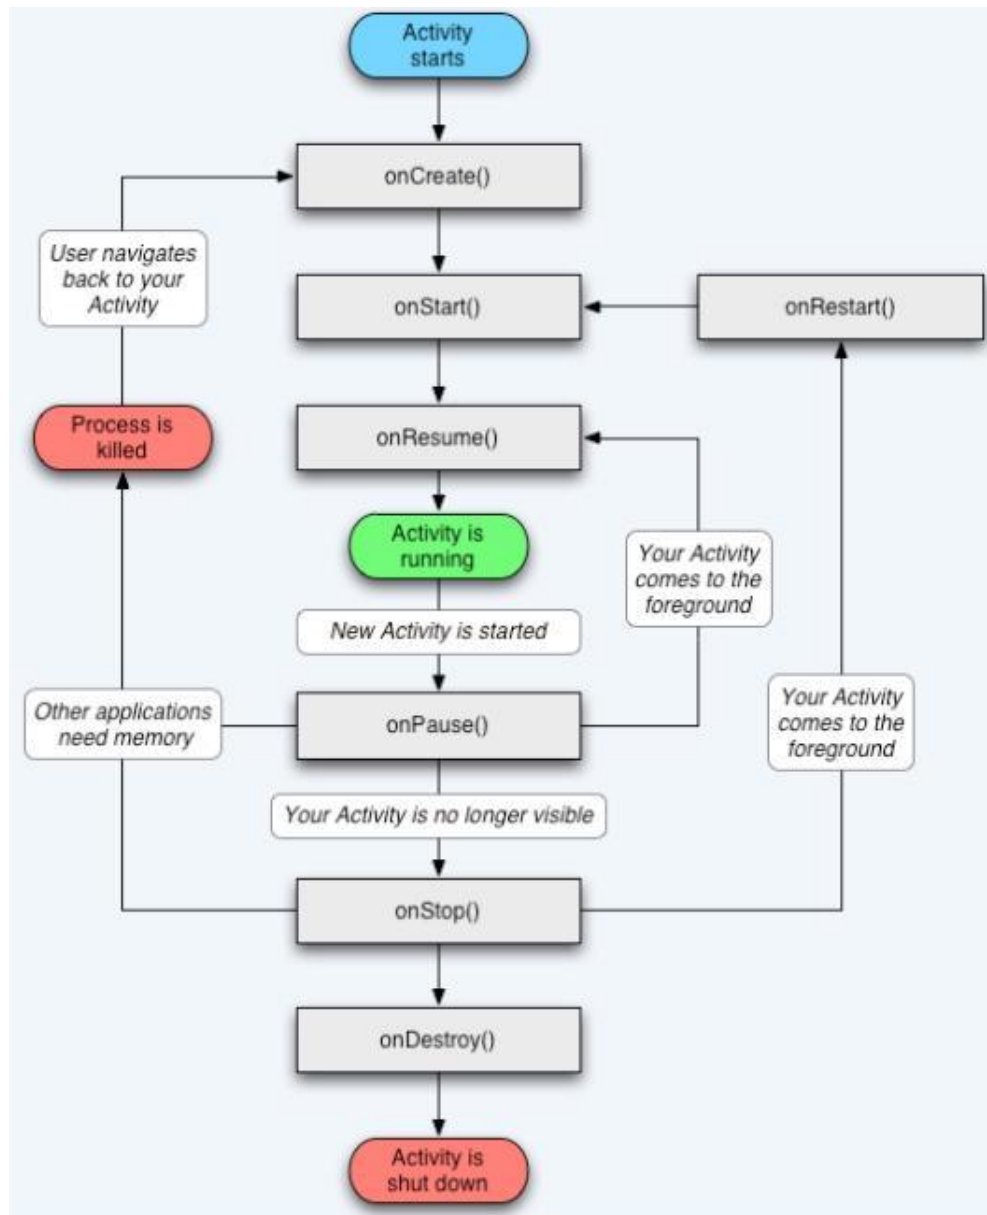 Activity
starts
onCreate()
User navigates
back to your
Activity
onStart()
onRestart()
Process is
killed
onResume()
Activity is
running
Your Activity
comes to the
foreground
New Activity is started
Other applications
need memory
onPause()
Your Activity
comes to the
foreground
Your Activity is no longer visible
onStop()
onDestroy()
Activity is
shut down